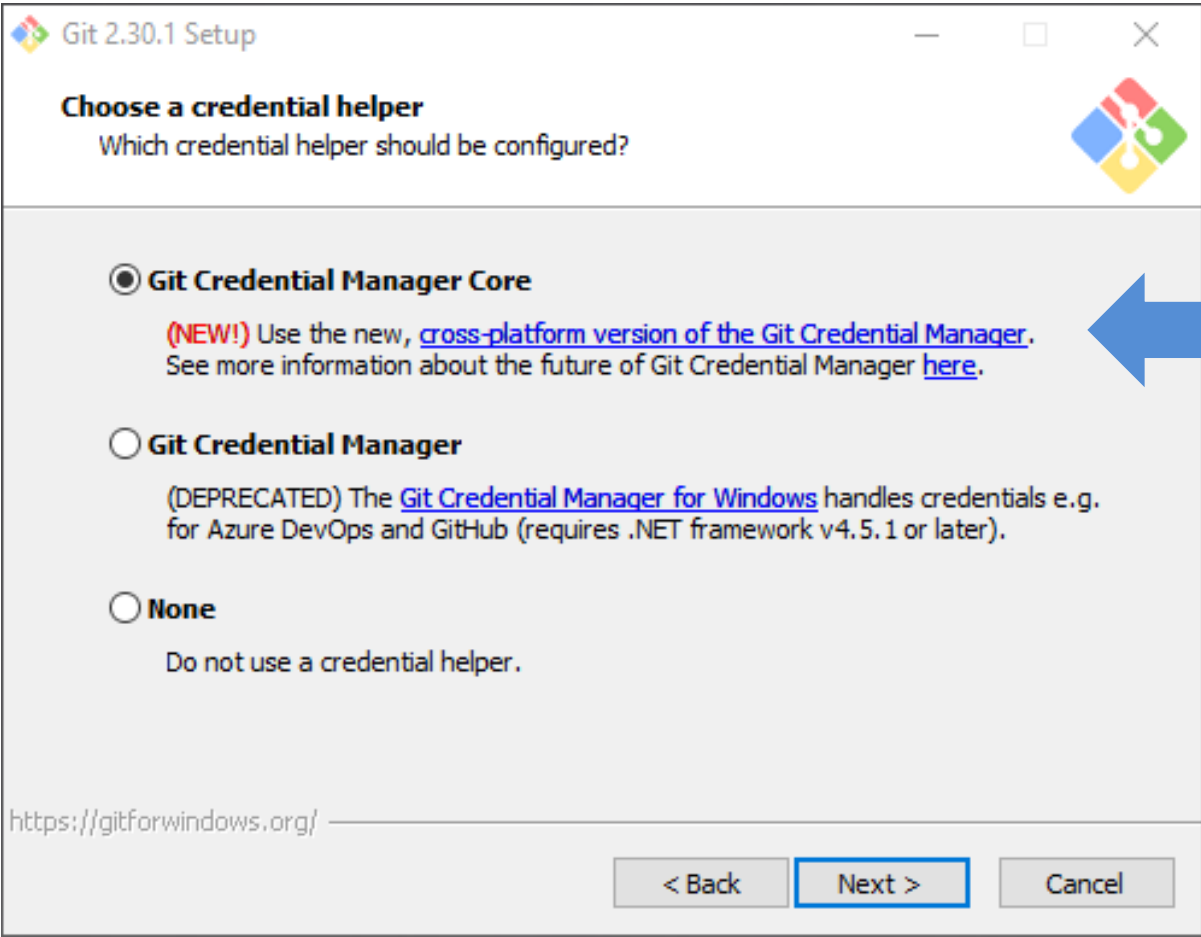 Git 2.30.1 Setup
Choose a credential helper
Which credential helper should be configured?
Git Credential Manager Core
(NEW!) Use the new, cross-platform version of the Git Credential Manager.
See more information about the future of Git Credential Manager here.
Git Credential Manager
(DEPRECATED) The Git Credential Manager for Windows handles credentials e.g.
for Azure DevOps and GitHub (requires .NET framework v4.5.1 or later).
None
Do not use a credential helper.
https://gitforwindows.org/
< Back
Next >
Cancel